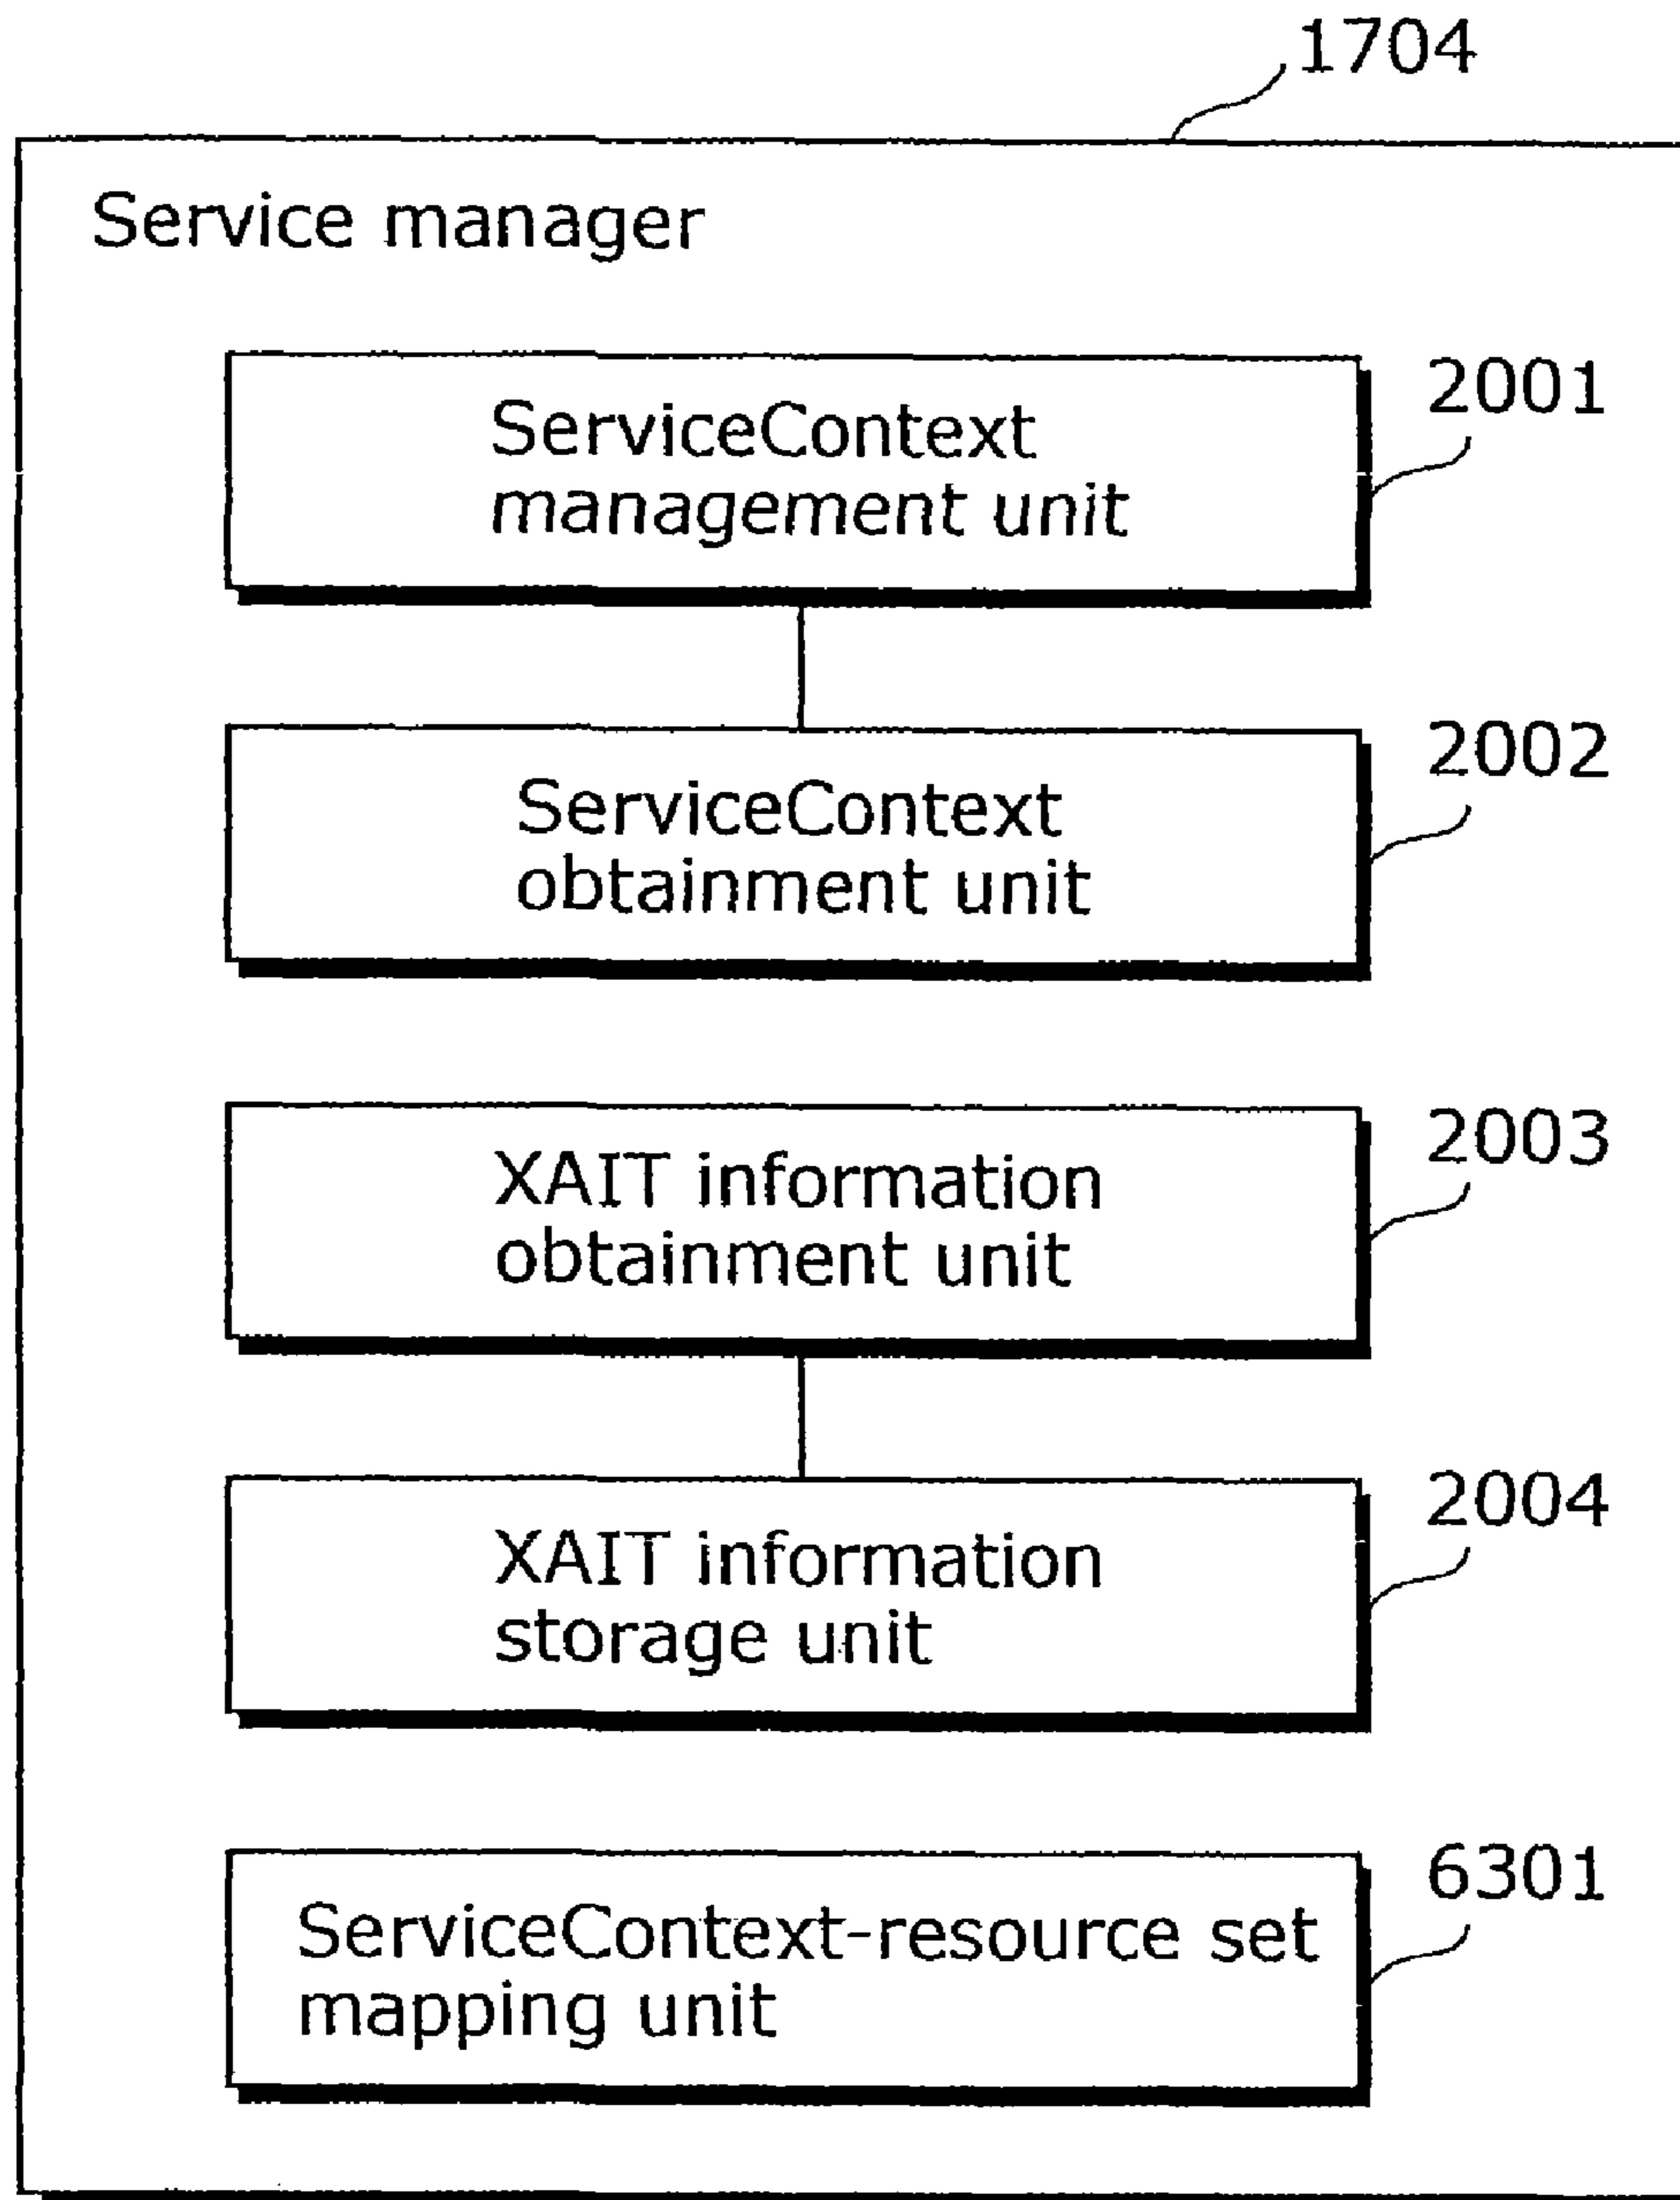 1704
Service manager
ServiceContext
management unit
2001
ServiceContext
obtainment unit
2002
XAIT information
obtainment unit
2003
XAIT information
storage unit
2004
ServiceContext-resource set
mapping unit
6301